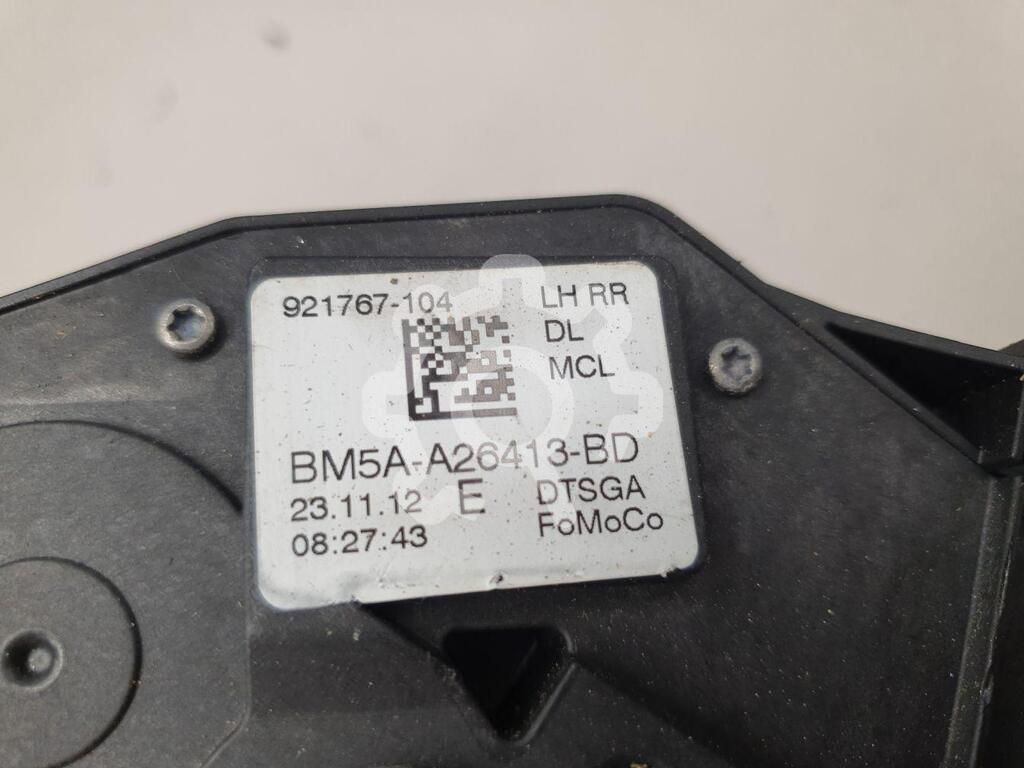 921767-104 LH RR
DL
MCL
BM5A-A26413-BD
23.11.12 E DTSGA
08:27:43 FoMoCo